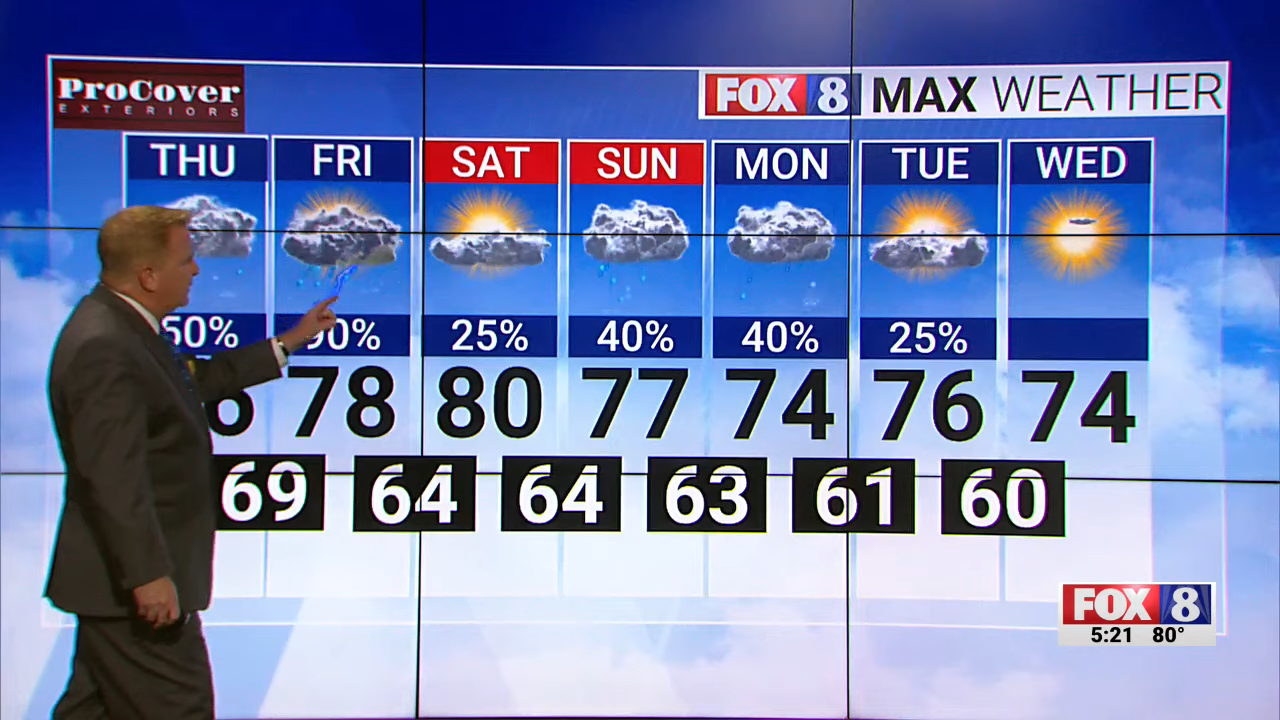 ProCover
EXTERIORS
FOX 8 MAX WEATHER
THU FRI SAT SUN MON TUE WED
90% 25% 40% 40% 25%
78 80 77 74 76 74
69 64 64 63 61 60
FOX 8
5:21 80°